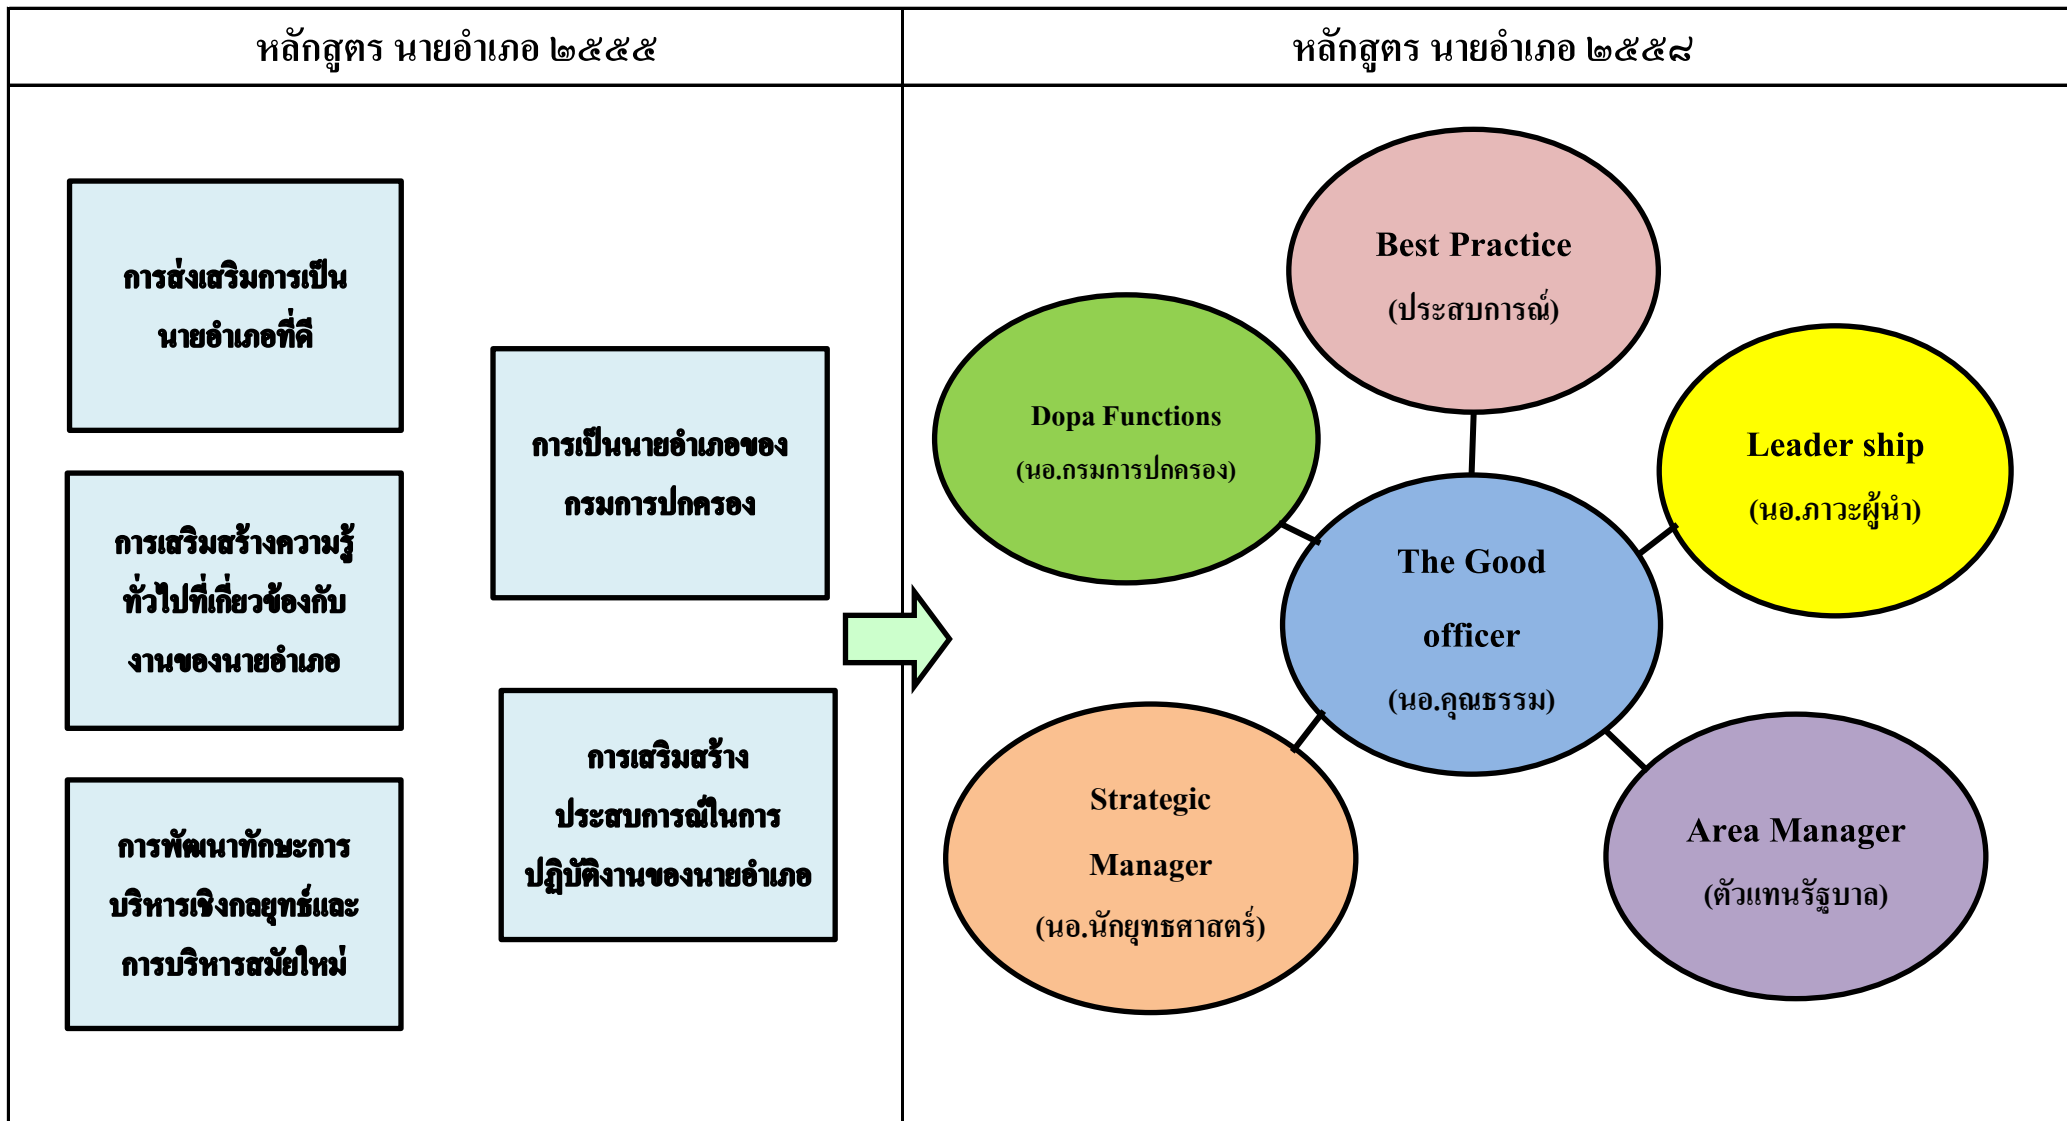 หลักสูตร นายอำเภอ ๒๕๕๕
หลักสูตร นายอำเภอ ๒๕๕๘
การส่งเสริมการเป็น
นายอำเภอที่ดี
การเสริมสร้างความรู้
ทั่วไปที่เกี่ยวข้องกับ
งานของนายอำเภอ
การพัฒนาทักษะการ
บริหารเชิงกลยุทธ์และ
การบริหารสมัยใหม่
การเป็นนายอำเภอของ
กรมการปกครอง
การเสริมสร้าง
ประสบการณ์ในการ
ปฏิบัติงานของนายอำเภอ
Best Practice
(ประสบการณ์)
Dopa Functions
(นอ.กรมการปกครอง)
Leader ship
(นอ.ภาวะผู้นำ)
The Good
officer
(นอ.คุณธรรม)
Strategic
Manager
(นอ.นักยุทธศาสตร์)
Area Manager
(ตัวแทนรัฐบาล)